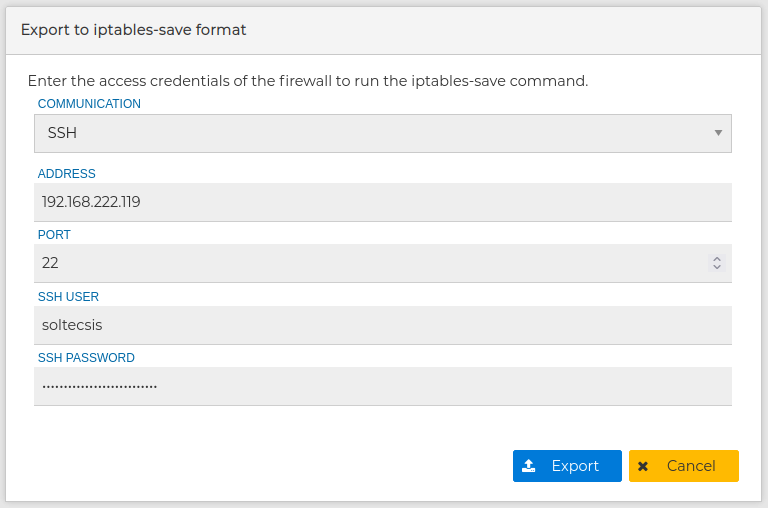 Export to iptables-save format
Enter the access credentials of the firewall to run the iptables-save command.
COMMUNICATION
SSH
ADDRESS
192.168.222.119
PORT
22
SSH USER
soltecsis
SSH PASSWORD
•••••••••••••••••••••••••••
Export
Cancel